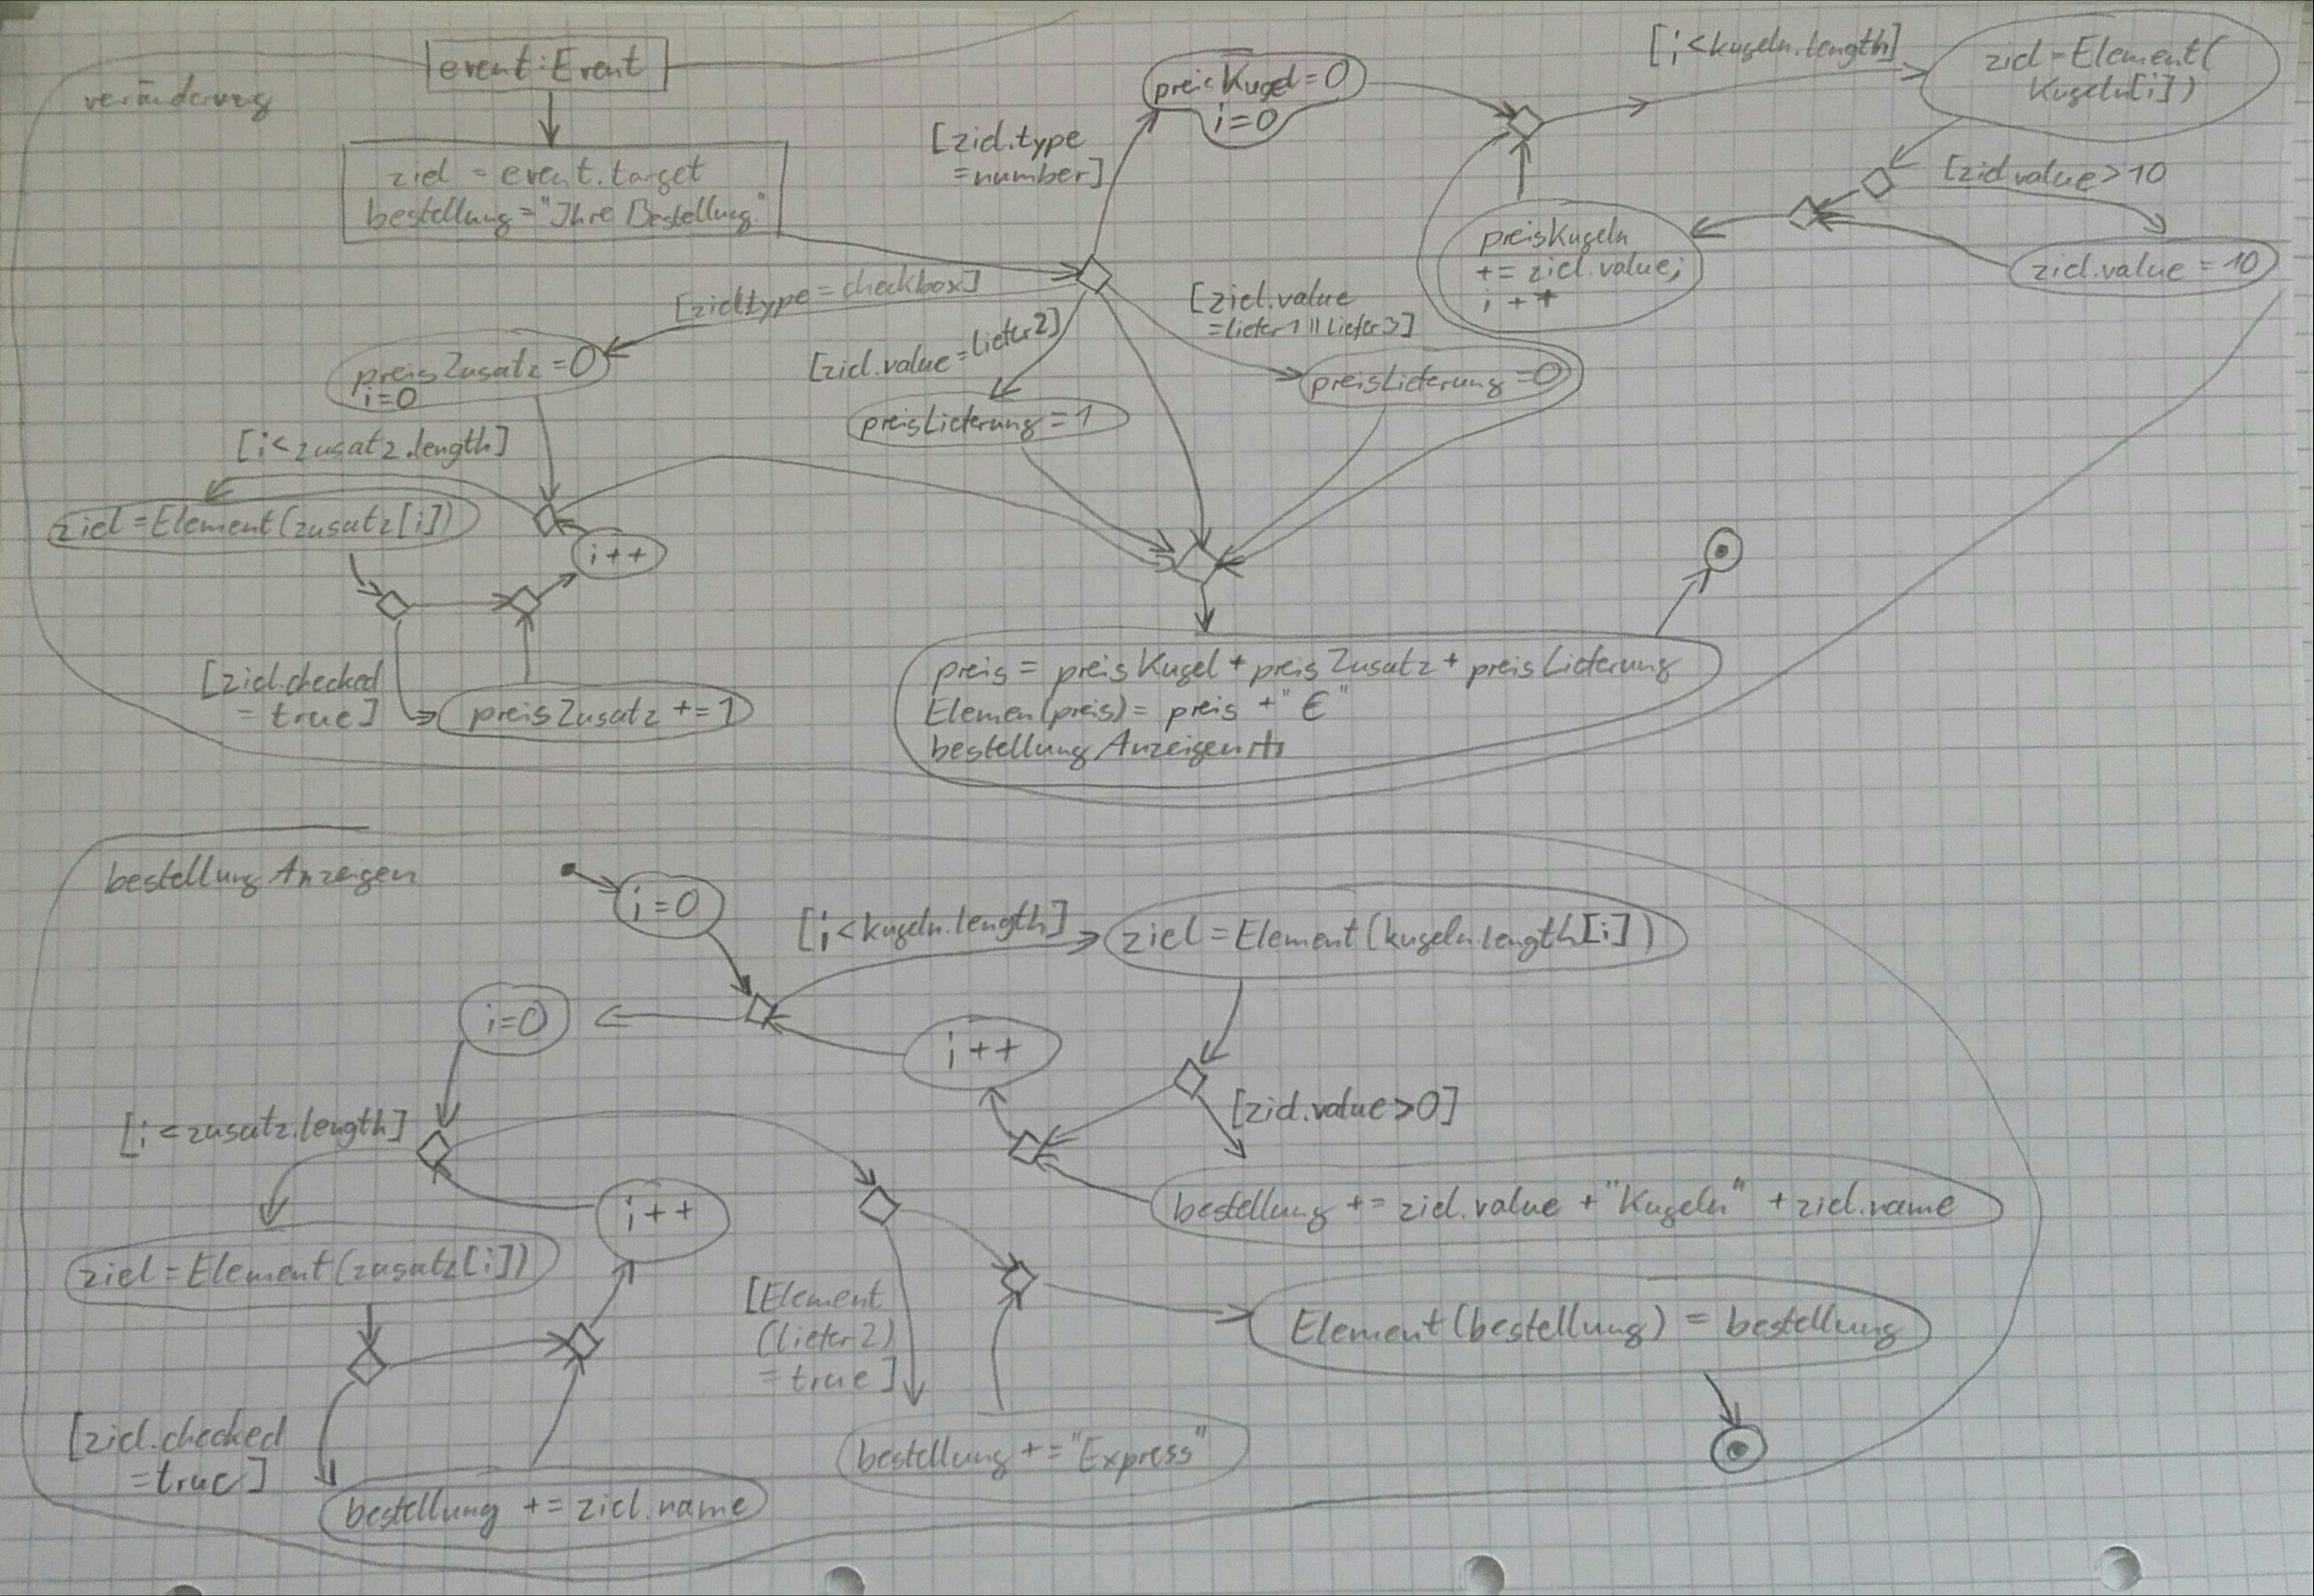 event:Event
veränderung
ziel = event.target
bestellung="Ihre Bestellung"
[ziel.type
=number]
preisKugel=0
i=0
[i<kugeln.length]
ziel=Element(
Kugeln[i])
[ziel.value>10
ziel.value=10
preisKugeln
+= ziel.value;
i++
[ziel.type=checkbox]
preisZusatz=0
i=0
[ziel.value=Liefer2]
[ziel.value
=liefer1||Liefer3]
preisLieferung=1
preisLieferung=0
[i<zusatz.length]
ziel=Element(zusatz[i])
i++
[ziel.checked
=true]
preisZusatz+=1
preis = preisKugel+preisZusatz+preisLieferung
Elemen(preis)= preis +"€"
bestellungAnzeigen
bestellungAnzeigen
i=0
[i<kugeln.length]
ziel=Element(kugeln.length[i])
i=0
i++
[ziel.value>0]
[i<zusatz.length]
bestellung += ziel.value +"Kugeln" +ziel.name
i++
ziel=Element(zusatz[i])
[Element
(liefer2)
=true]
Element(bestellung) = bestellung
[ziel.checked
=true]
bestellung+="Express"
bestellung += ziel.name